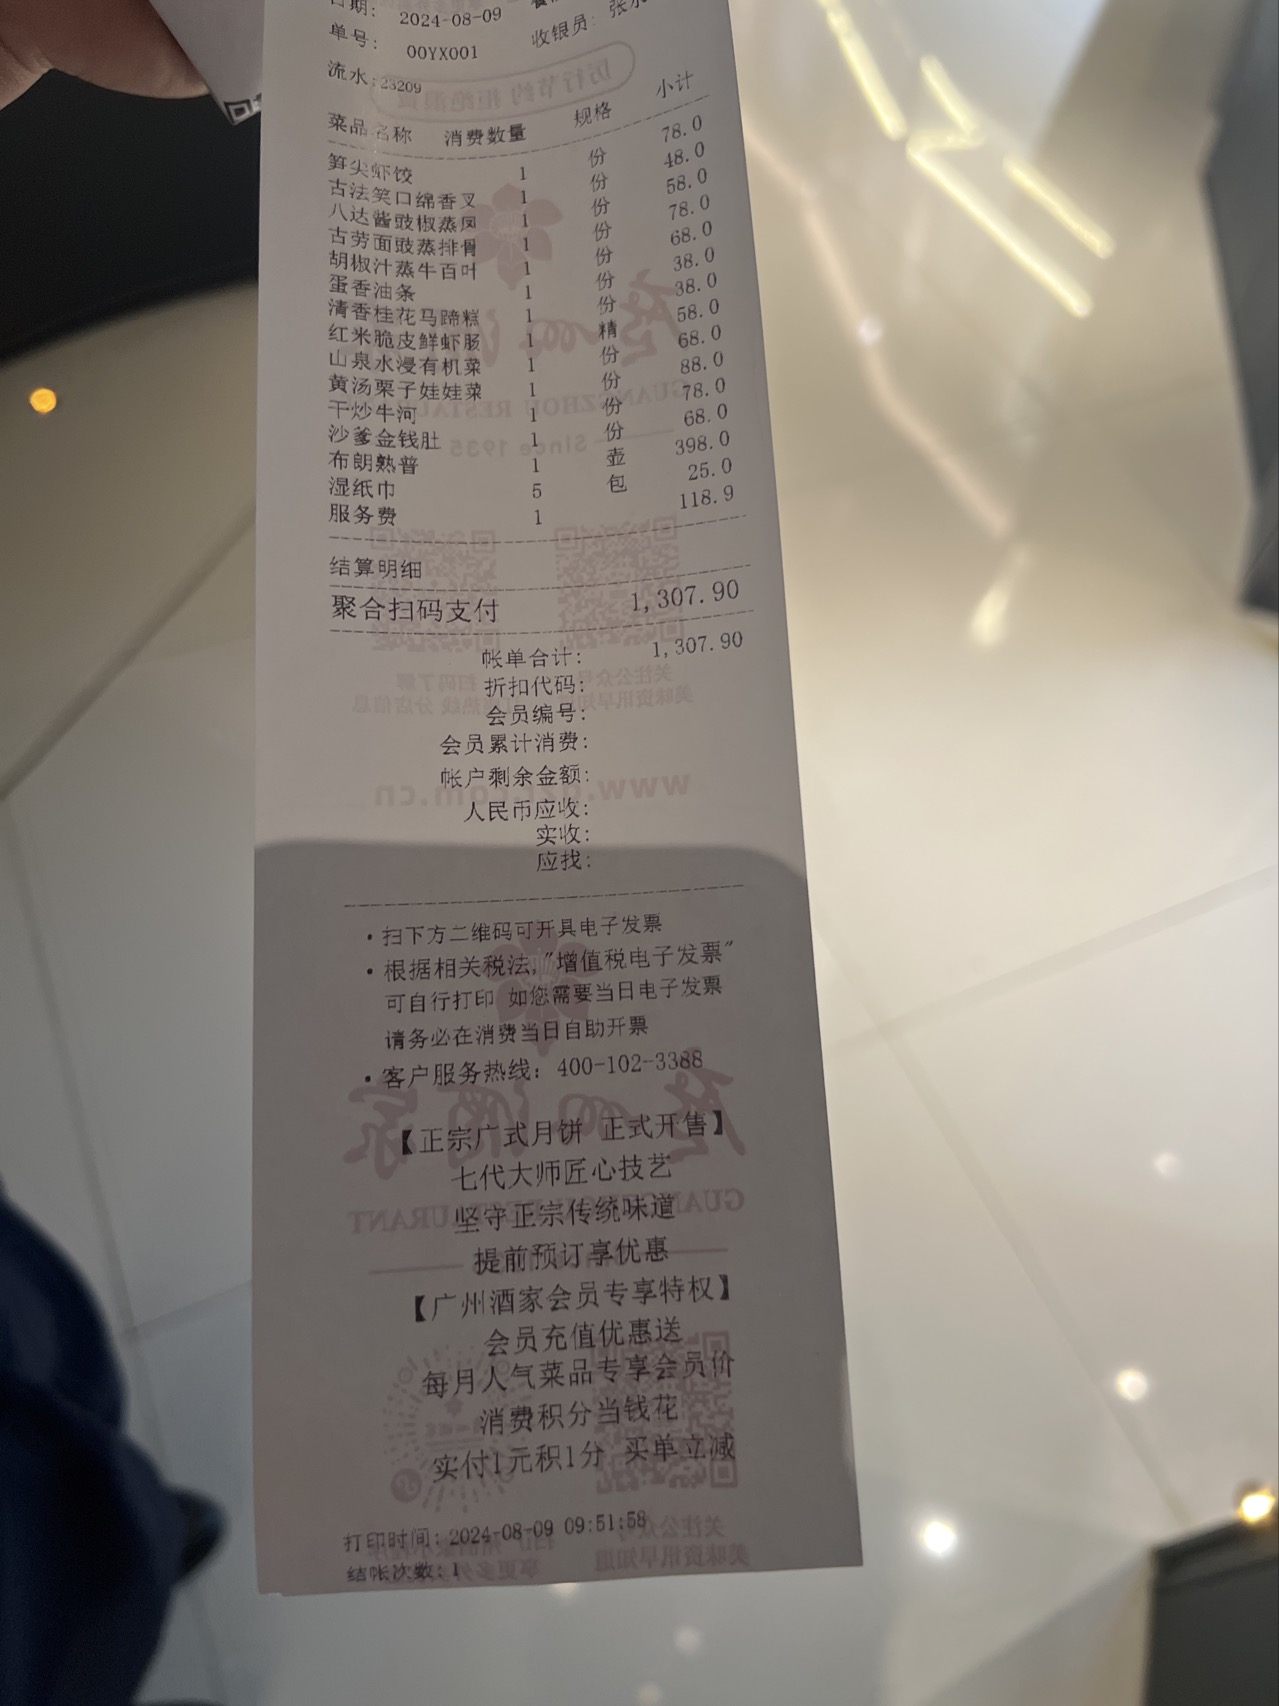 日期: 2024-08-09
单号: 00YX001 收银员:
流水:23209
菜品名称 消费数量 规格 小计
笋尖虾饺 1 份 78.0
古法笑口绵香叉 1 份 48.0
八达酱豉椒蒸凤 1 份 58.0
古劳面豉蒸排骨 1 份 78.0
胡椒汁蒸牛百叶 1 份 68.0
蛋香油条 1 份 38.0
清香桂花马蹄糕 1 份 38.0
红米脆皮鲜虾肠 1 精 58.0
山泉水浸有机菜 1 份 68.0
黄汤栗子娃娃菜 1 份 88.0
干炒牛河 1 份 78.0
沙爹金钱肚 1 份 68.0
布朗熟普 1 壶 398.0
湿纸巾 5 包 25.0
服务费 1 118.9
结算明细
聚合扫码支付 1,307.90
帐单合计: 1,307.90
折扣代码:
会员编号:
会员累计消费:
帐户剩余金额:
人民币应收:
实收:
应找:
·扫下方二维码可开具电子发票
·根据相关税法,"增值税电子发票"
可自行打印 如您需要当日电子发票
请务必在消费当日自助开票
·客户服务热线: 400-102-3388
【正宗广式月饼 正式开售】
七代大师匠心技艺
坚守正宗传统味道
提前预订享优惠
【广州酒家会员专享特权】
会员充值优惠送
每月人气菜品专享会员价
消费积分当钱花
实付1元积1分 买单立减
打印时间: 2024-08-09 09:51:58
结帐次数: 1